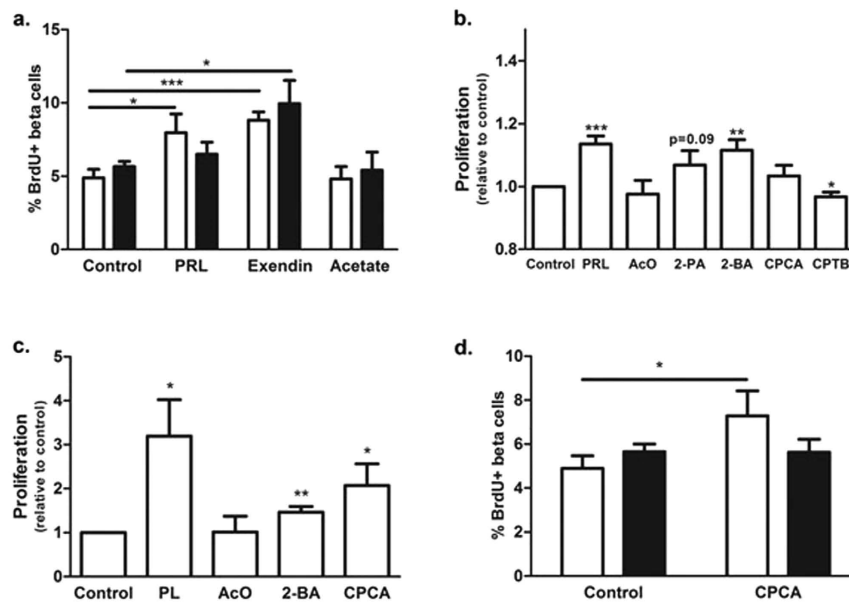 a.
% BrdU+ beta cells
15
10
5
0
*
***
*
Control PRL Exendin Acetate
b.
Proliferation
(relative to control)
1.4
1.2
1.0
0.8
*** p=0.09 ** *
Control PRL AcO 2-PA 2-BA CPCA CPTB
c.
Proliferation
(relative to control)
5
4
3
2
1
0
* ** *
Control PL AcO 2-BA CPCA
d.
% BrdU+ beta cells
10
8
6
4
2
0
*
Control CPCA